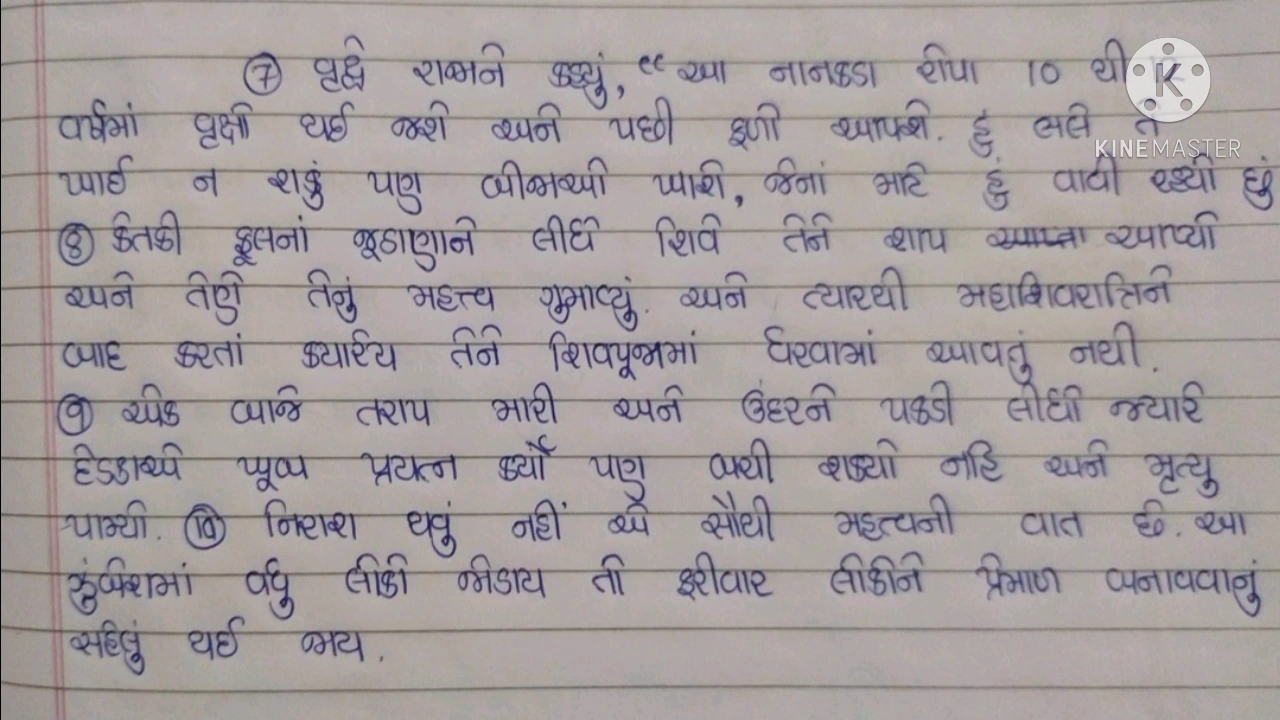 ⑦ વૃદ્ધે રાજાને કહ્યું, "આ નાનકડા રોપા 10 થી
વર્ષમાં વૃક્ષો થઈ જશે અને પછી ફળો આપશે. હું ભલે તે
ખાઈ ન શકું પણ બીજાઓ ખાશે, જેનાં માટે હું વાવી રહ્યો છું
⑧ કેતકી ફૂલનાં જૂઠાણાને લીધે શિવે તેને શાપ આપ્તા આપ્યો
અને તેણે તેનું મહત્ત્વ ગુમાવ્યું. અને ત્યારથી મહાશિવરાત્રિને
બાદ કરતાં ક્યારેય તેને શિવપૂજામાં ધરવામાં આવતું નથી.
⑨ એક બાજે તરાપ મારી અને ઉંદરને પકડી લીધો જ્યારે
દેડકાએ ખૂબ પ્રયત્ન કર્યો પણ બચી શક્યો નહિ અને મૃત્યુ
પામ્યો. ⑩ નિરાશ થવું નહીં એ સૌથી મહત્વની વાત છે. આ
ઝુંબેશમાં વધુ લોકો જોડાય તો ફરીવાર લોકોને પ્રેમાળ બનાવવાનું
સહેલું થઈ જાય.
K
KINEMASTER